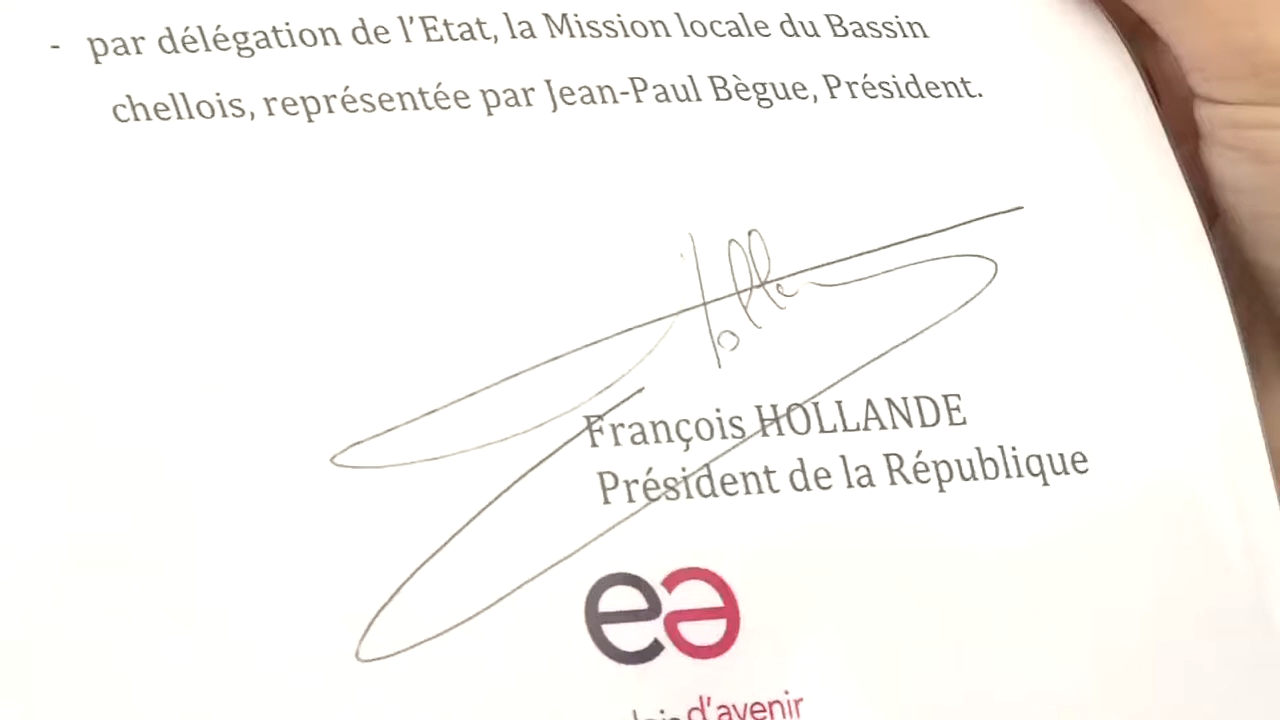 - par délégation de l'Etat, la Mission locale du Bassin
chellois, représentée par Jean-Paul Bègue, Président.
François HOLLANDE
Président de la République
ea
d'avenir